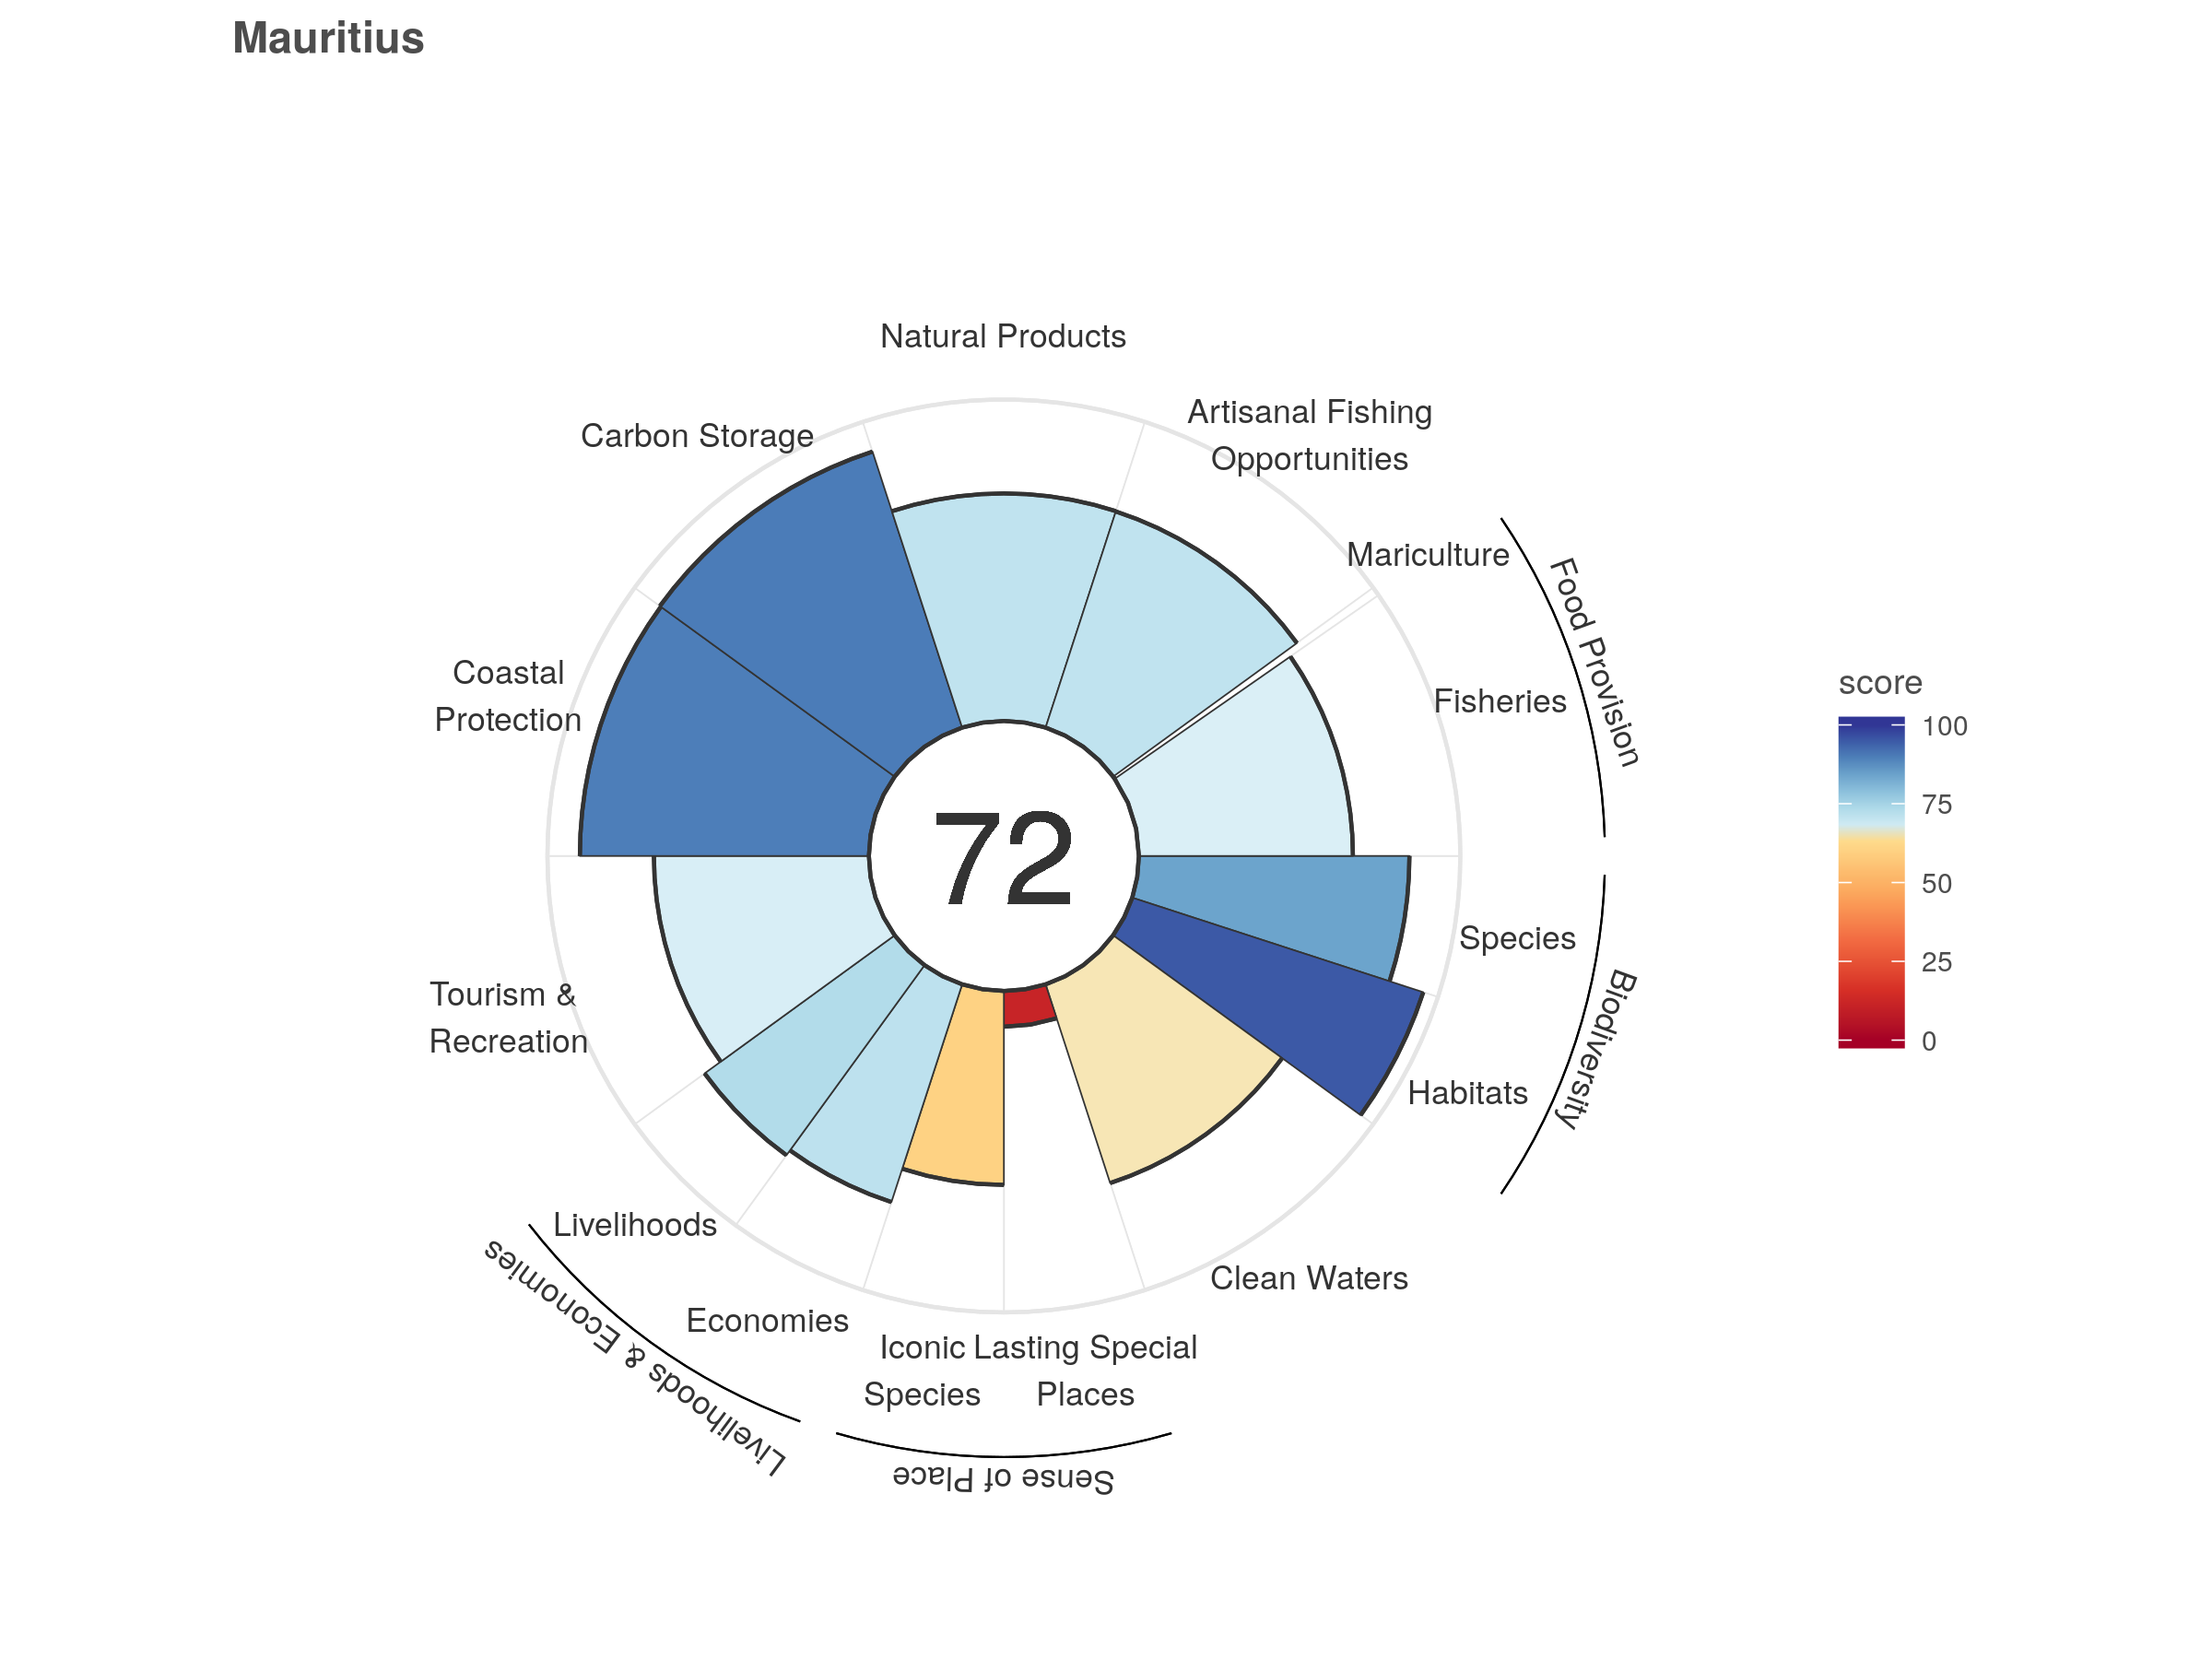 Mauritius
Natural Products
Carbon Storage
Artisanal Fishing
Opportunities
Mariculture
Food Provision
Fisheries
Coastal
Protection
72
score
100
75
50
25
0
Species
Biodiversity
Habitats
Tourism &
Recreation
Livelihoods
Livelihoods & Economies
Clean Waters
Economies
Iconic
Species
Lasting Special
Places
Sense of Place